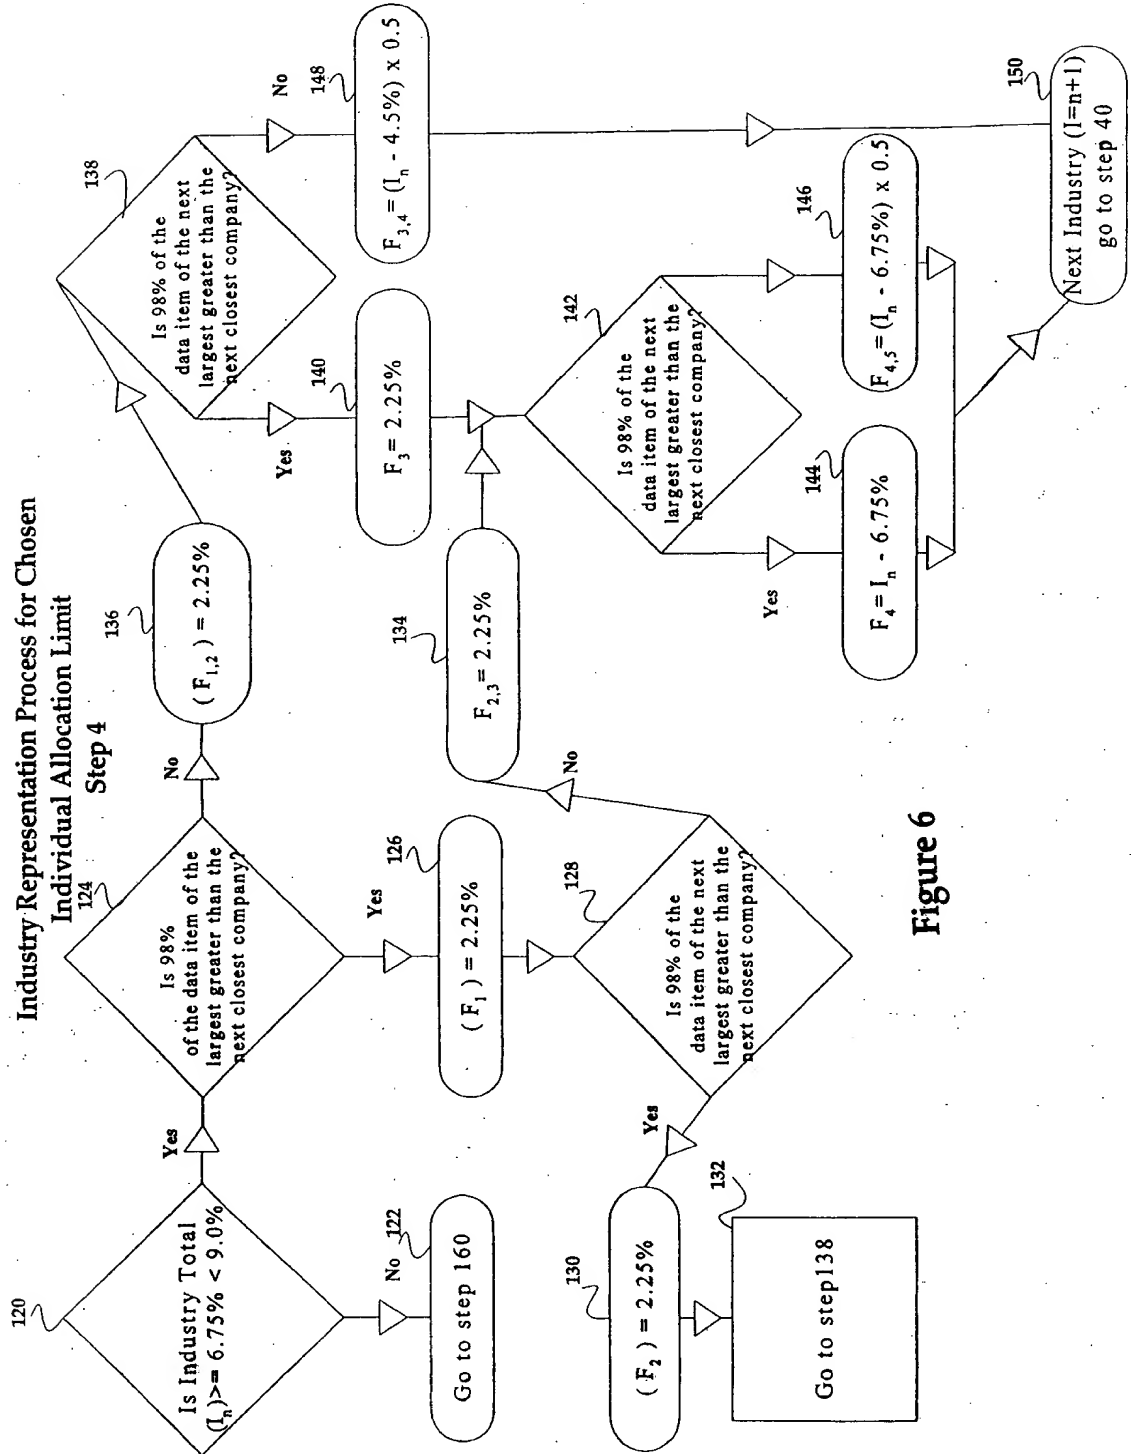 Industry Representation Process for Chosen
Individual Allocation Limit
Step 4
120
Is Industry Total
(Iₙ)>= 6.75% < 9.0%
Yes
No
122
Go to step 160
124
Is 98%
of the data item of the
largest greater than the
next closest company?
No
Yes
126
( F₁ ) = 2.25%
128
Is 98% of the
data item of the next
largest greater than the
next closest company?
Yes
No
130
( F₂ ) = 2.25%
132
Go to step138
134
F₂,₃= 2.25%
136
( F₁,₂ ) = 2.25%
138
Is 98% of the
data item of the next
largest greater than the
next closest company?
Yes
No
140
F₃ = 2.25%
148
F₃,₄=(Iₙ - 4.5%) x 0.5
142
Is 98% of the
data item of the next
largest greater than the
next closest company?
Yes
144
F₄= Iₙ - 6.75%
146
F₄,₅=(Iₙ - 6.75%) x 0.5
150
Next Industry (I=n+1)
go to step 40
Figure 6